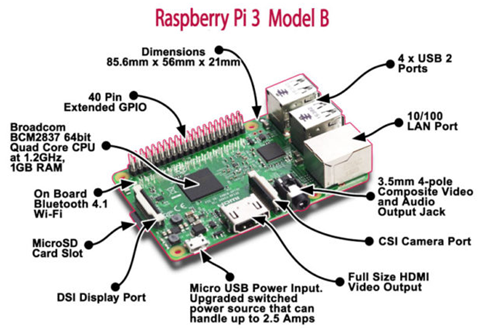 Raspberry Pi 3 Model B
Dimensions
85.6mm x 56mm x 21mm
4 x USB 2
Ports
40 Pin
Extended GPIO
10/100
LAN Port
Broadcom
BCM2837 64bit
Quad Core CPU
at 1.2GHz,
1GB RAM
On Board
Bluetooth 4.1
Wi-Fi
3.5mm 4-pole
Composite Video
and Audio
Output Jack
MicroSD
Card Slot
CSI Camera Port
DSI Display Port
Micro USB Power Input.
Upgraded switched
power source that can
handle up to 2.5 Amps
Full Size HDMI
Video Output
HDMI